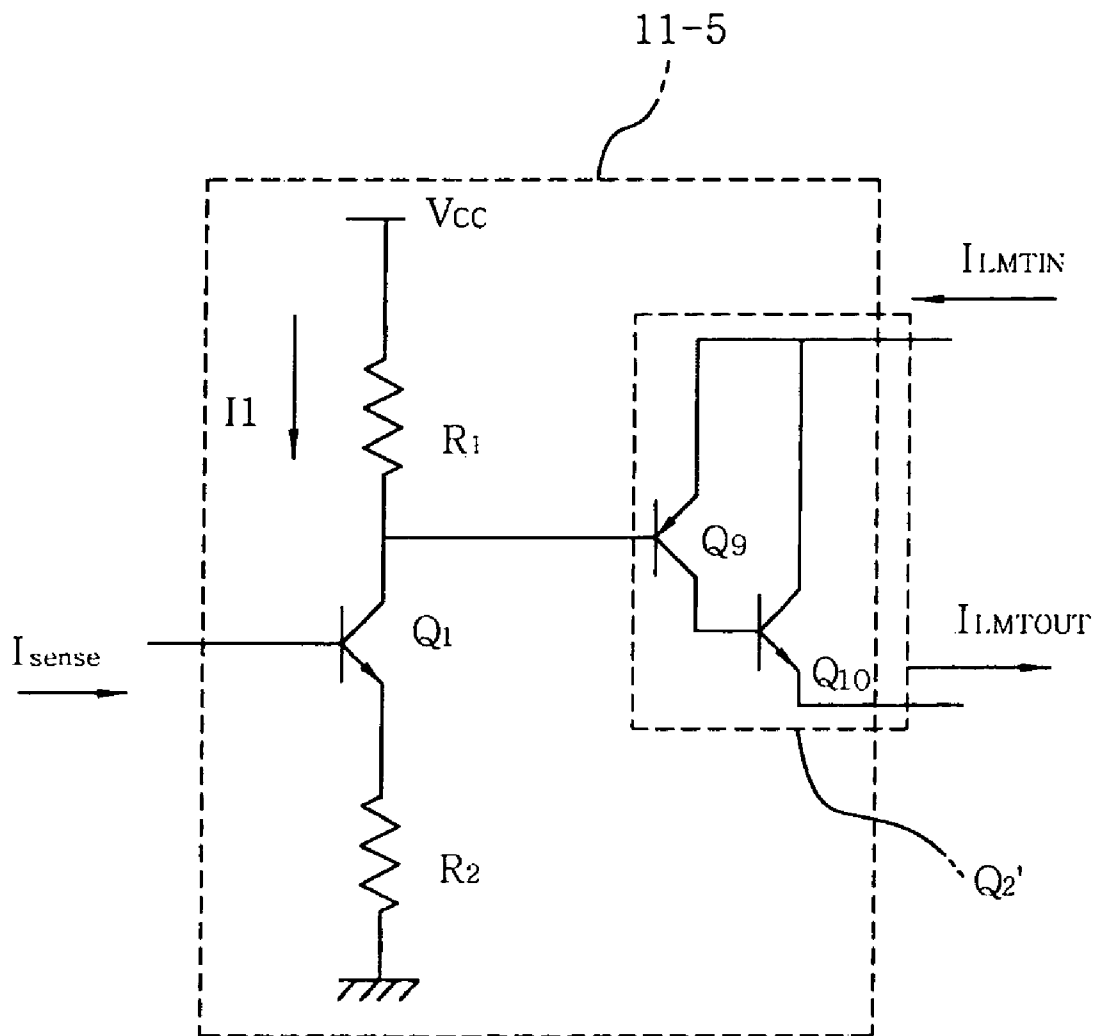 11-5
VCC
ILMTIN
I1
R1
Q9
Isense
Q1
ILMTOUT
Q10
R2
Q2'